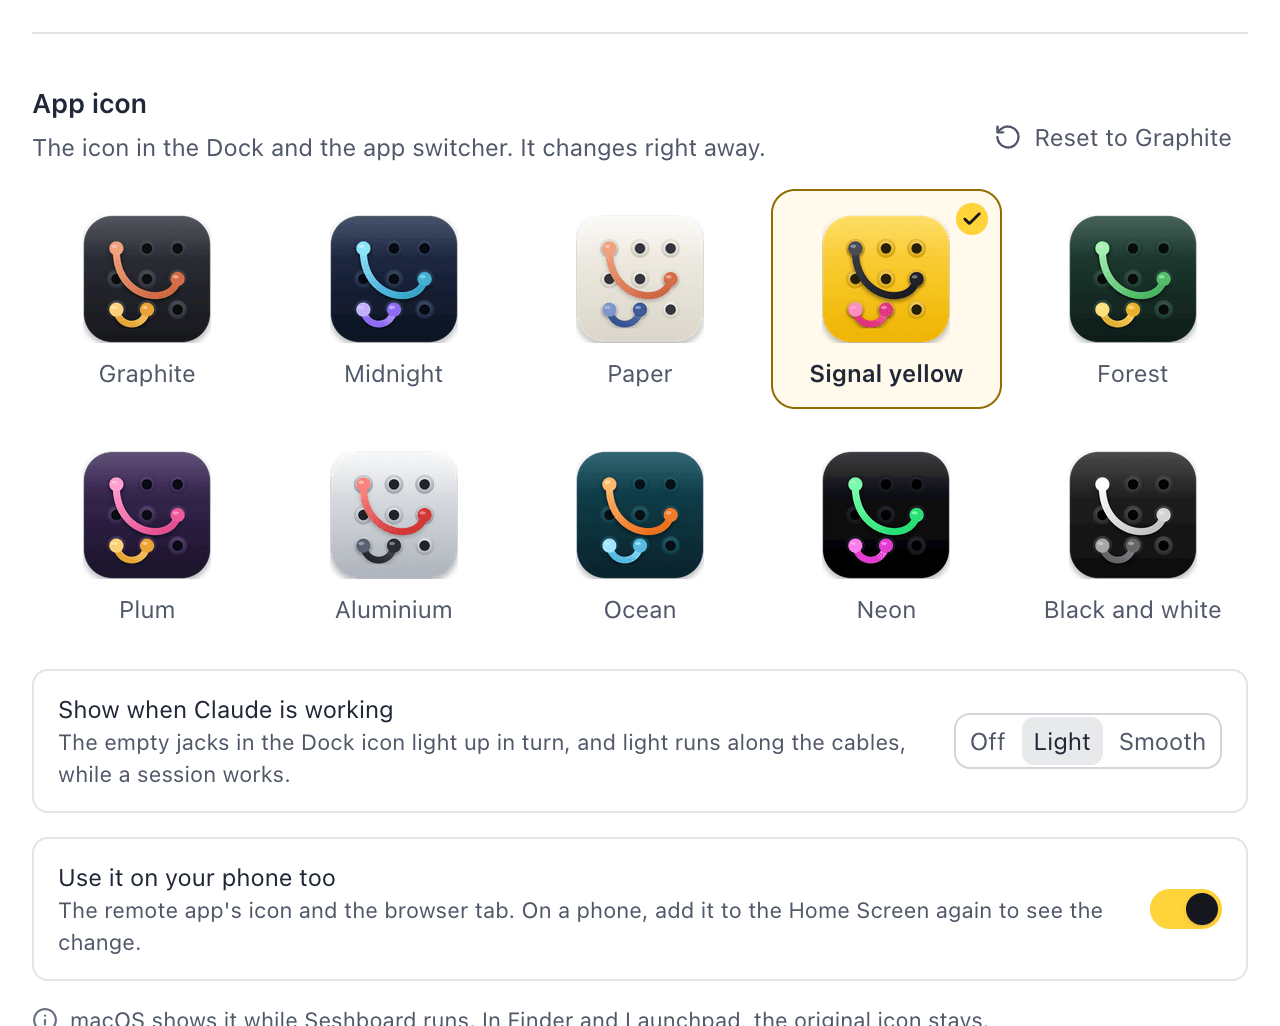 App icon
The icon in the Dock and the app switcher. It changes right away.
Reset to Graphite
Graphite
Midnight
Paper
Signal yellow
Forest
Plum
Aluminium
Ocean
Neon
Black and white
Show when Claude is working
The empty jacks in the Dock icon light up in turn, and light runs along the cables,
while a session works.
Off
Light
Smooth
Use it on your phone too
The remote app's icon and the browser tab. On a phone, add it to the Home Screen again to see the
change.
macOS shows it while Seshboard runs. In Finder and Launchpad, the original icon stays.